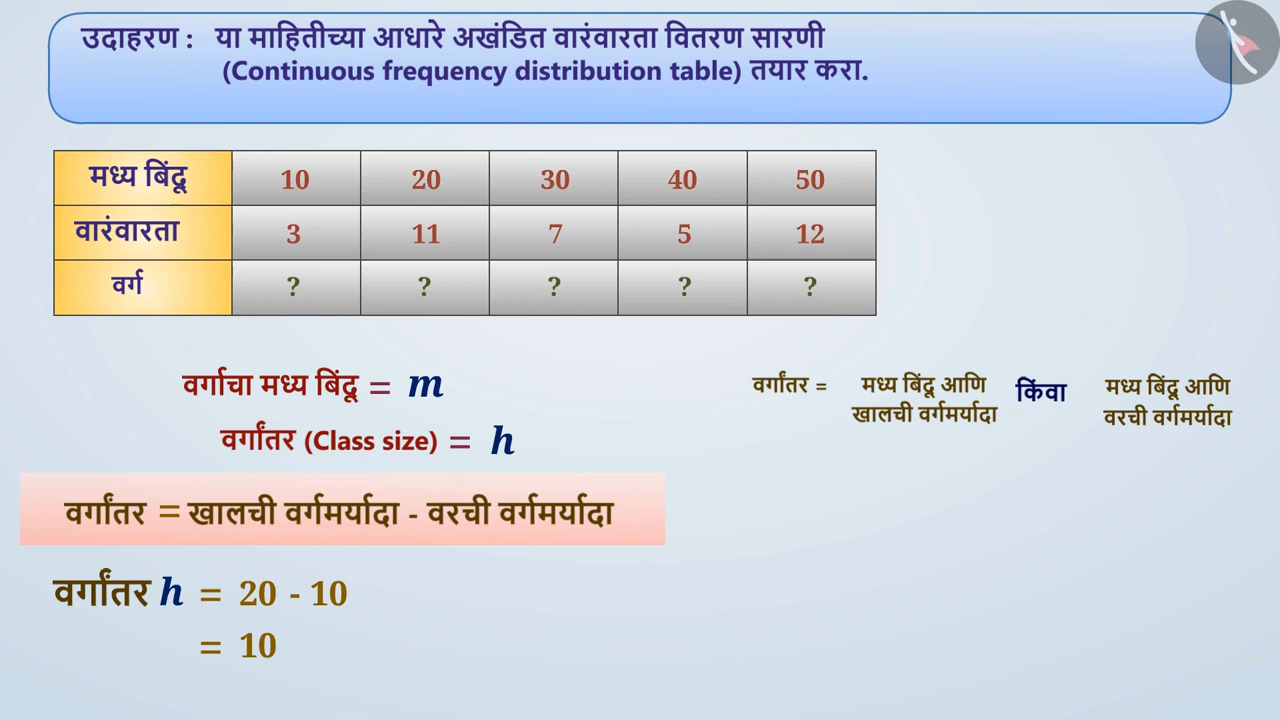 उदाहरण : या माहितीच्या आधारे अखंडित वारंवारता वितरण सारणी
(Continuous frequency distribution table) तयार करा.
मध्य बिंदू 10 20 30 40 50
वारंवारता 3 11 7 5 12
वर्ग ? ? ? ? ?
वर्गाचा मध्य बिंदू = m
वर्गांतर (Class size) = h
वर्गांतर = खालची वर्गमर्यादा - वरची वर्गमर्यादा
वर्गांतर h = 20 - 10
= 10
वर्गांतर = मध्य बिंदू आणि किंवा मध्य बिंदू आणि
खालची वर्गमर्यादा वरची वर्गमर्यादा